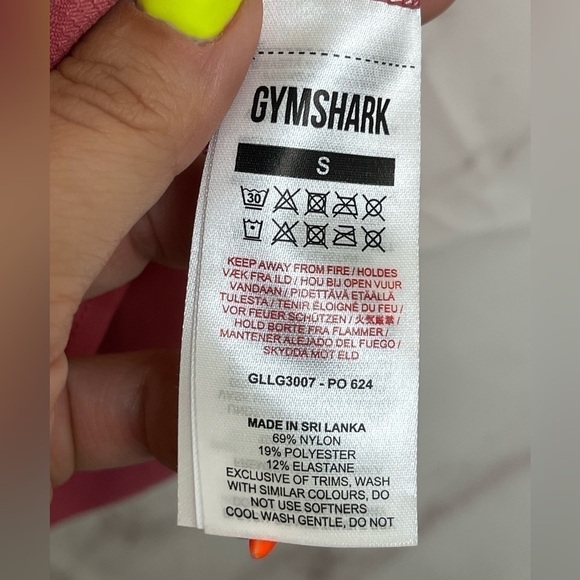 GYMSHARK
S
30
KEEP AWAY FROM FIRE / HOLDES
VÆK FRA ILD / HOU BIJ OPEN VUUR
VANDAAN / PIDETTÄVÄ ETÄÄLLÄ
TULESTA / TENIR ÉLOIGNÉ DU FEU /
VOR FEUER SCHÜTZEN / 火気厳禁 /
HOLD BORTE FRA FLAMMER /
MANTENER ALEJADO DEL FUEGO /
SKYDDA MOT ELD
GLLG3007 - PO 624
MADE IN SRI LANKA
69% NYLON
19% POLYESTER
12% ELASTANE
EXCLUSIVE OF TRIMS, WASH
WITH SIMILAR COLOURS, DO
NOT USE SOFTNERS
COOL WASH GENTLE, DO NOT